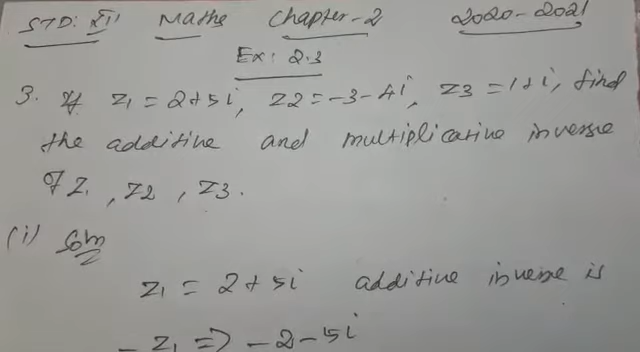 STD: XII Maths Chapter-2 2020-2021
Ex: 2.3
3. If z1 = 2+5i, z2 = -3-4i, z3 = 1+i, find
the additive and multiplicative inverse
of z1, z2, z3.
(i) Soln
z1 = 2+5i additive inverse is
-z1 => -2-5i